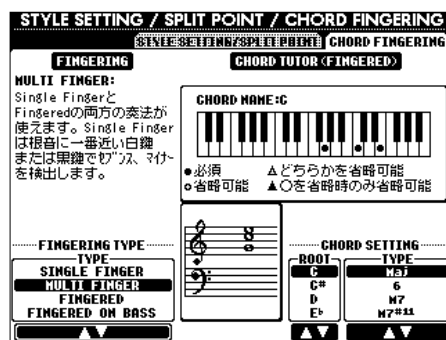 STYLE SETTING / SPLIT POINT / CHORD FINGERING
STYLE SETTING/SPLIT POINT
CHORD FINGERING
FINGERING
CHORD TUTOR (FINGERED)
MULTI FINGER:
Single Fingerと
Fingeredの両方の奏法が
使えます。Single Finger
は根音に一番近い白鍵
または黒鍵でｾﾌﾞﾝｽ、ﾏｲﾅｰ
を検出します。
CHORD NAME:C
●必須 △どちらかを省略可能
○省略可能 ▲○を省略時のみ省略可能
FINGERING TYPE
TYPE
SINGLE FINGER
MULTI FINGER
FINGERED
FINGERED ON BASS
CHORD SETTING
ROOT
C
C#
D
E♭
TYPE
Maj
6
M7
M7#11
▲▼
▲▼
▲▼